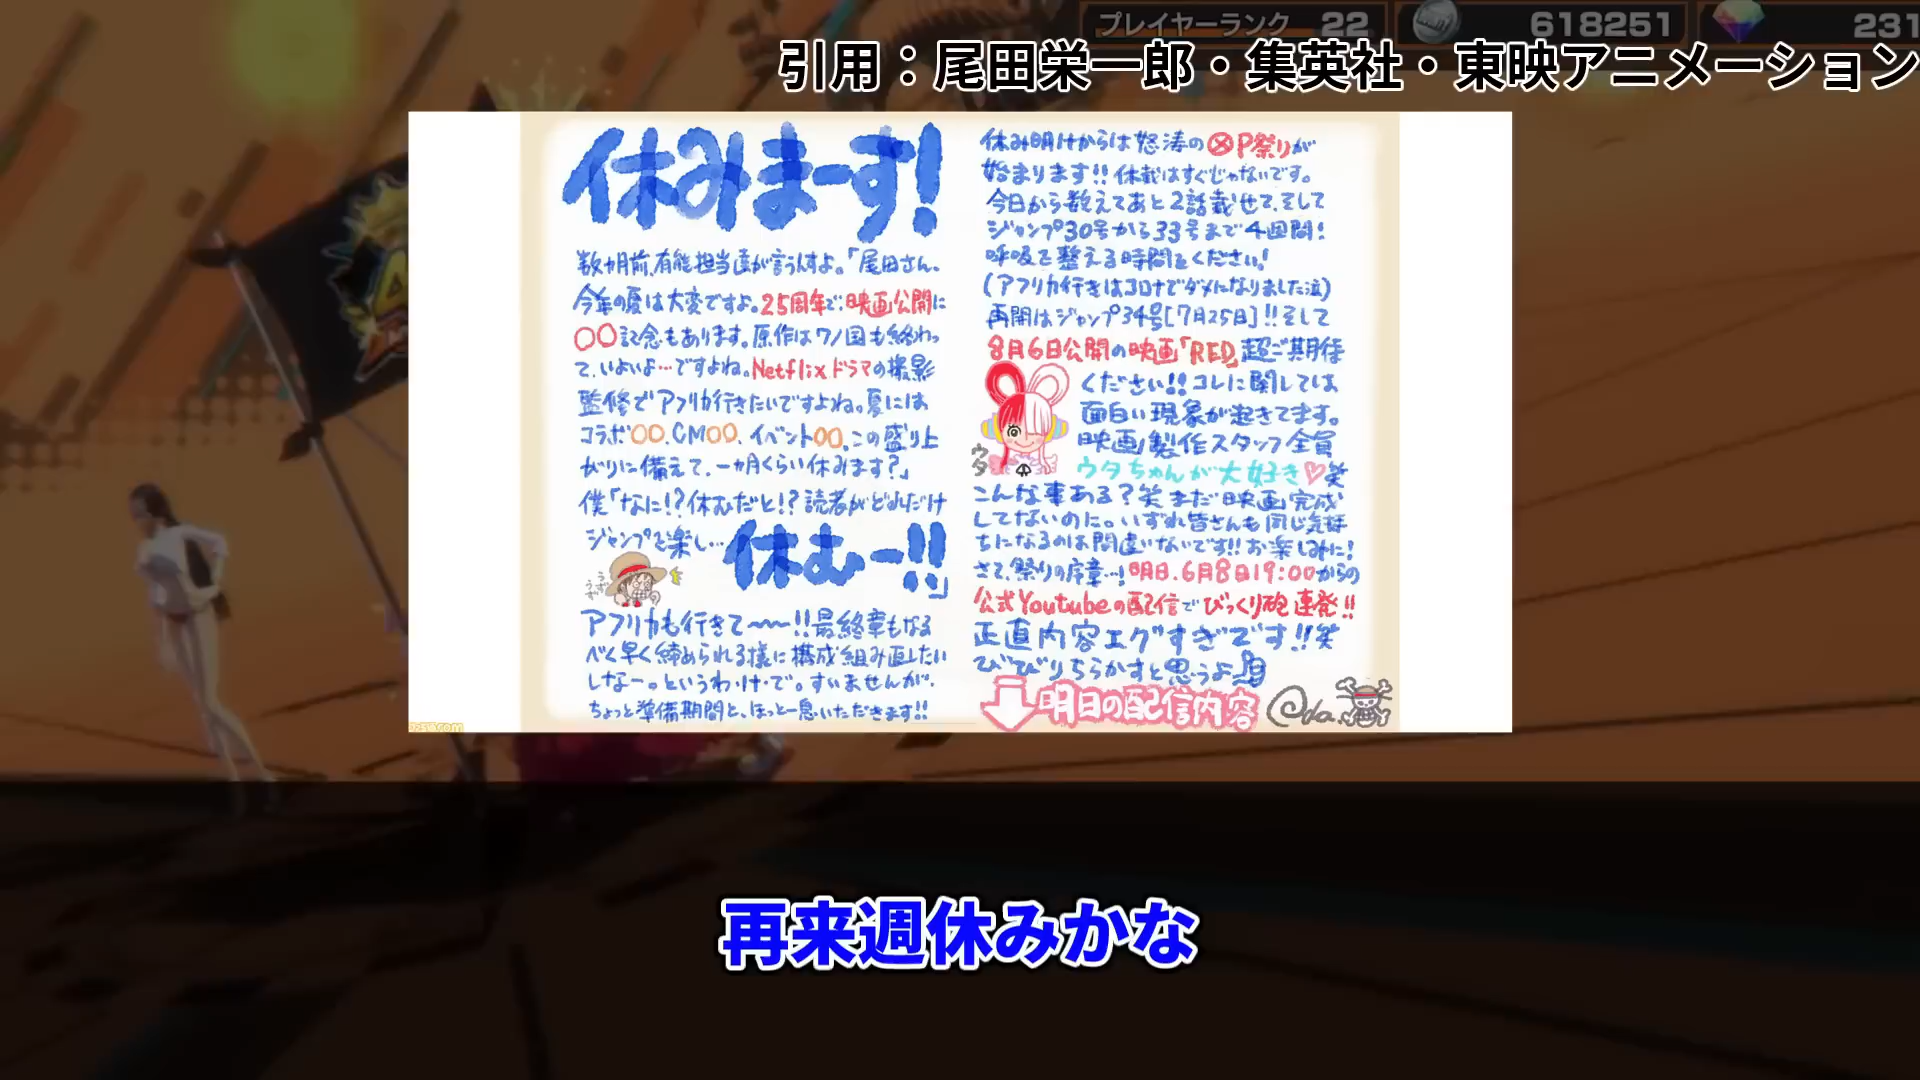 プレイヤーランク 22
618251
231
引用：尾田栄一郎・集英社・東映アニメーション
休みまーす!
数カ月前、有能担当達が言うんすよ。「尾田さん、
今年の夏は大変ですよ。25周年で、映画公開に
〇〇記念もあります。原作はワノ国も終わっ
て、いよいよ…ですよね。Netflixドラマの撮影
監修でアフリカ行きたいですよね。夏には
コラボ〇〇、CM〇〇、イベント〇〇。この盛り上
がりに備えて、一カ月くらい休みます?」
僕「なに!?休むだと!?読者がどれだけ
ジャンプを楽し…休むー!!」
うずうず
アフリカも行きて〜〜!!最終章もなる
べく早く締められる様に構成組み直したい
しなー。というわ・け・で。すいませんが、
ちょっと準備期間と、ほっと一息いただきます!!
休み明けからは怒涛のⓍP祭りが
始まります!!休載はすぐじゃないです。
今日から数えてあと2話載せて、そして
ジャンプ30号から33号まで4週間!
呼吸を整える時間をください!
(アフリカ行きはコロナでダメになりました泣)
再開はジャンプ34号[7月25日]!!そして
8月6日公開の映画「RED」超ご期待
ください!!コレに関しては
面白い現象が起きてます。
映画製作スタッフ全員
ウタちゃんが大好き♡笑
ウタ
こんな事ある?笑 まだ映画完成
してないのに。いずれ皆さんも同じ気持
ちになるのは間違いないです!!お楽しみに!
さて、祭りの序章…!明日、6月8日19:00からの
公式Youtubeの配信でびっくり砲連発!!
正直内容エグすぎです!!笑
びびりちらかすと思うよ
明日の配信内容
Oda.
再来週休みかな